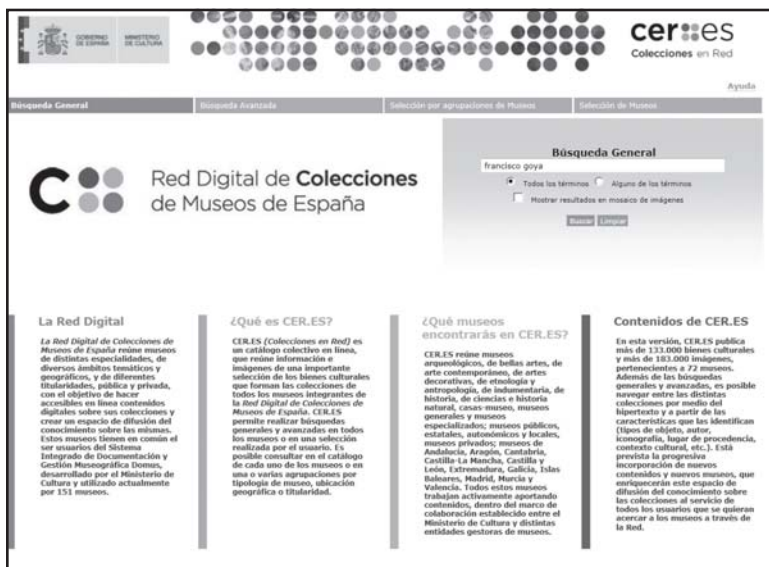 GOBIERNO
DE ESPAÑA
MINISTERIO
DE CULTURA
cer::es
Colecciones en Red
Ayuda
Búsqueda General
Búsqueda Avanzada
Selección por agrupaciones de Museos
Selección de Museos
Red Digital de Colecciones
de Museos de España
Búsqueda General
francisco goya
Todos los términos
Alguno de los términos
Mostrar resultados en mosaico de imágenes
Buscar
Limpiar
La Red Digital
La Red Digital de Colecciones de
Museos de España reúne museos
de distintas especialidades, de
diversos ámbitos temáticos y
geográficos, y de diferentes
titularidades, pública y privada,
con el objetivo de hacer
accesibles en línea contenidos
digitales sobre sus colecciones y
crear un espacio de difusión del
conocimiento sobre las mismas.
Estos museos tienen en común el
ser usuarios del Sistema
Integrado de Documentación y
Gestión Museográfica Domus,
desarrollado por el Ministerio de
Cultura y utilizado actualmente
por 151 museos.
¿Qué es CER.ES?
CER.ES (Colecciones en Red) es
un catálogo colectivo en línea,
que reúne información e
imágenes de una importante
selección de los bienes culturales
que forman las colecciones de
todos los museos integrantes de
la Red Digital de Colecciones de
Museos de España. CER.ES
permite realizar búsquedas
generales y avanzadas en todos
los museos o en una selección
realizada por el usuario. Es
posible consultar en el catálogo
de cada uno de los museos o en
una o varias agrupaciones por
tipología de museo, ubicación
geográfica o titularidad.
¿Qué museos
encontrarás en CER.ES?
CER.ES reúne museos
arqueológicos, de bellas artes, de
arte contemporáneo, de artes
decorativas, de etnología y
antropología, de indumentaria, de
historia, de ciencias e historia
natural, casas-museo, museos
generales y museos
especializados; museos públicos,
estatales, autonómicos y locales,
museos privados; museos de
Andalucía, Aragón, Cantabria,
Castilla-La Mancha, Castilla y
León, Extremadura, Galicia, Islas
Baleares, Madrid, Murcia y
Valencia. Todos estos museos
trabajan activamente aportando
contenidos, dentro del marco de
colaboración establecido entre el
Ministerio de Cultura y distintas
entidades gestoras de museos.
Contenidos de CER.ES
En esta versión, CER.ES publica
más de 133.000 bienes culturales
y más de 183.000 imágenes,
pertenecientes a 72 museos.
Además de las búsquedas
generales y avanzadas, es posible
navegar entre las distintas
colecciones por medio del
hipertexto y a partir de las
características que las identifican
(tipos de objeto, autor,
iconografía, lugar de procedencia,
contexto cultural, etc.). Está
prevista la progresiva
incorporación de nuevos
contenidos y nuevos museos, que
enriquecerán este espacio de
difusión del conocimiento sobre
las colecciones al servicio de
todos los usuarios que se quieran
acercar a los museos a través de
la Red.